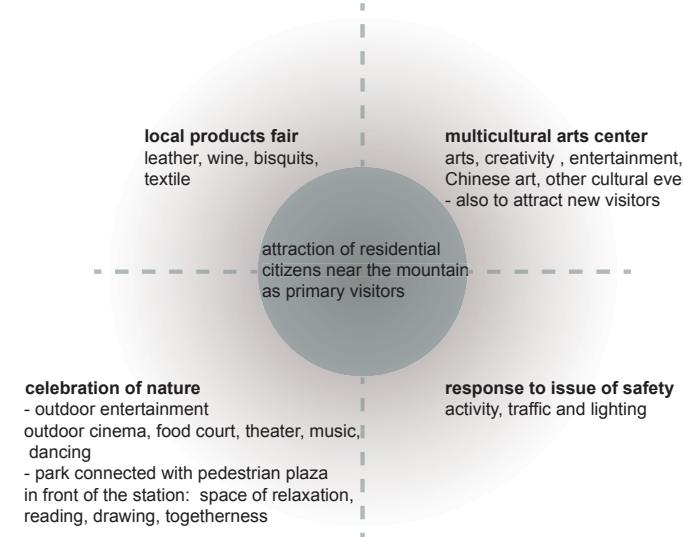 local products fair
leather, wine, bisquits,
textile
multicultural arts center
arts, creativity , entertainment,
Chinese art, other cultural
- also to attract new visitors
attraction of residential
citizens near the mountain
as primary visitors
celebration of nature
- outdoor entertainment
outdoor cinema, food court, theater, music,
dancing
- park connected with pedestrian plaza
in front of the station: space of relaxation,
reading, drawing, togetherness
response to issue of safety
activity, traffic and lighting